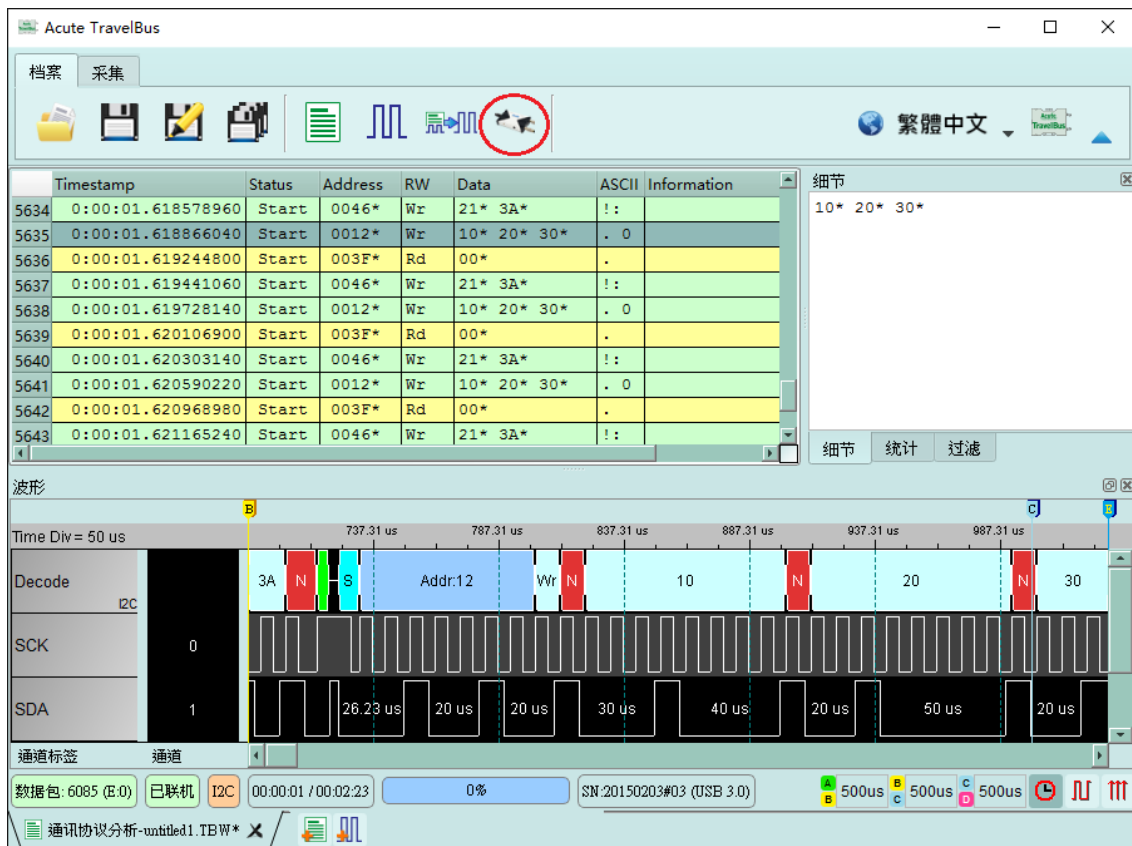 Acute TravelBus
档案 采集
繁體中文
Acute
TravelBus
Timestamp Status Address RW Data ASCII Information
5634 0:00:01.618578960 Start 0046* Wr 21* 3A* !:
5635 0:00:01.618866040 Start 0012* Wr 10* 20* 30* . 0
5636 0:00:01.619244800 Start 003F* Rd 00* .
5637 0:00:01.619441060 Start 0046* Wr 21* 3A* !:
5638 0:00:01.619728140 Start 0012* Wr 10* 20* 30* . 0
5639 0:00:01.620106900 Start 003F* Rd 00* .
5640 0:00:01.620303140 Start 0046* Wr 21* 3A* !:
5641 0:00:01.620590220 Start 0012* Wr 10* 20* 30* . 0
5642 0:00:01.620968980 Start 003F* Rd 00* .
5643 0:00:01.621165240 Start 0046* Wr 21* 3A* !:
细节
10* 20* 30*
细节 统计 过滤
波形
B C E
Time Div = 50 us 737.31 us 787.31 us 837.31 us 887.31 us 937.31 us 987.31 us
Decode 3A N S Addr:12 Wr N 10 N 20 N 30
I2C
SCK 0
SDA 1 26.23 us 20 us 20 us 30 us 40 us 20 us 50 us 20 us
通道标签 通道
数据包: 6085 (E:0) 已联机 I2C 00:00:01 / 00:02:23 0% SN:20150203#03 (USB 3.0) A B 500us B C 500us C D 500us
通讯协议分析-untitled1.TBW*